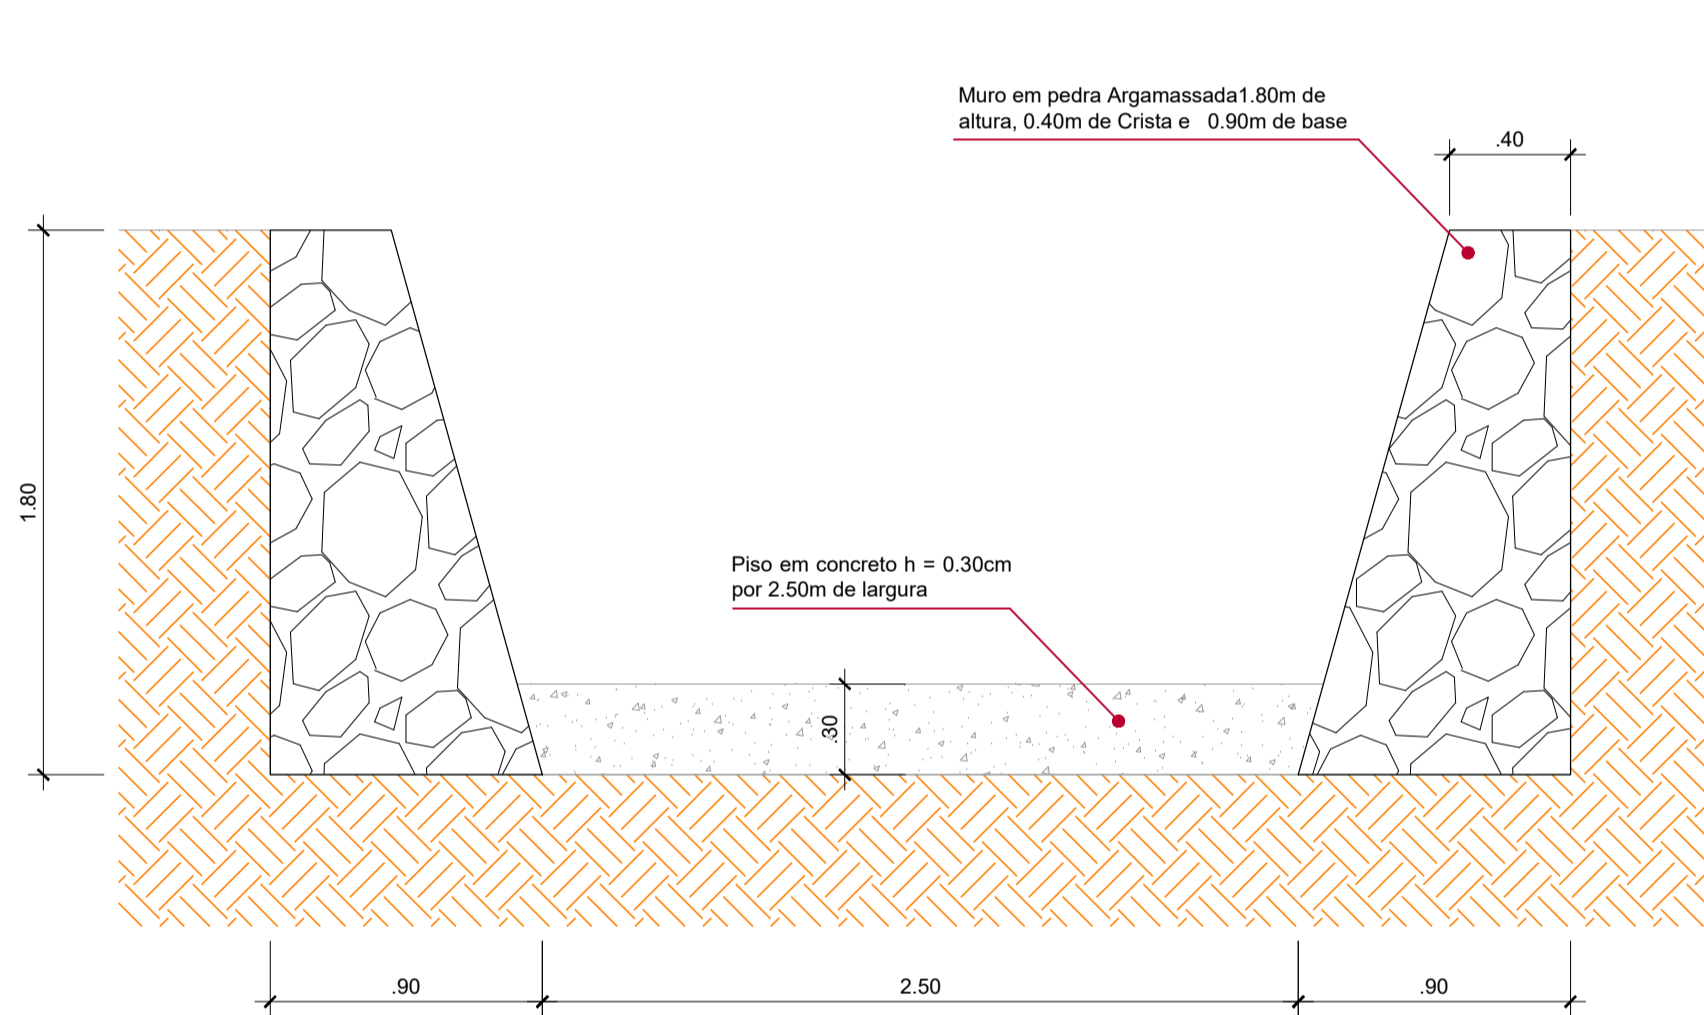 Muro em pedra Argamassada1.80m de
altura, 0.40m de Crista e 0.90m de base
.40
1.80
Piso em concreto h = 0.30cm
por 2.50m de largura
.30
.90
2.50
.90